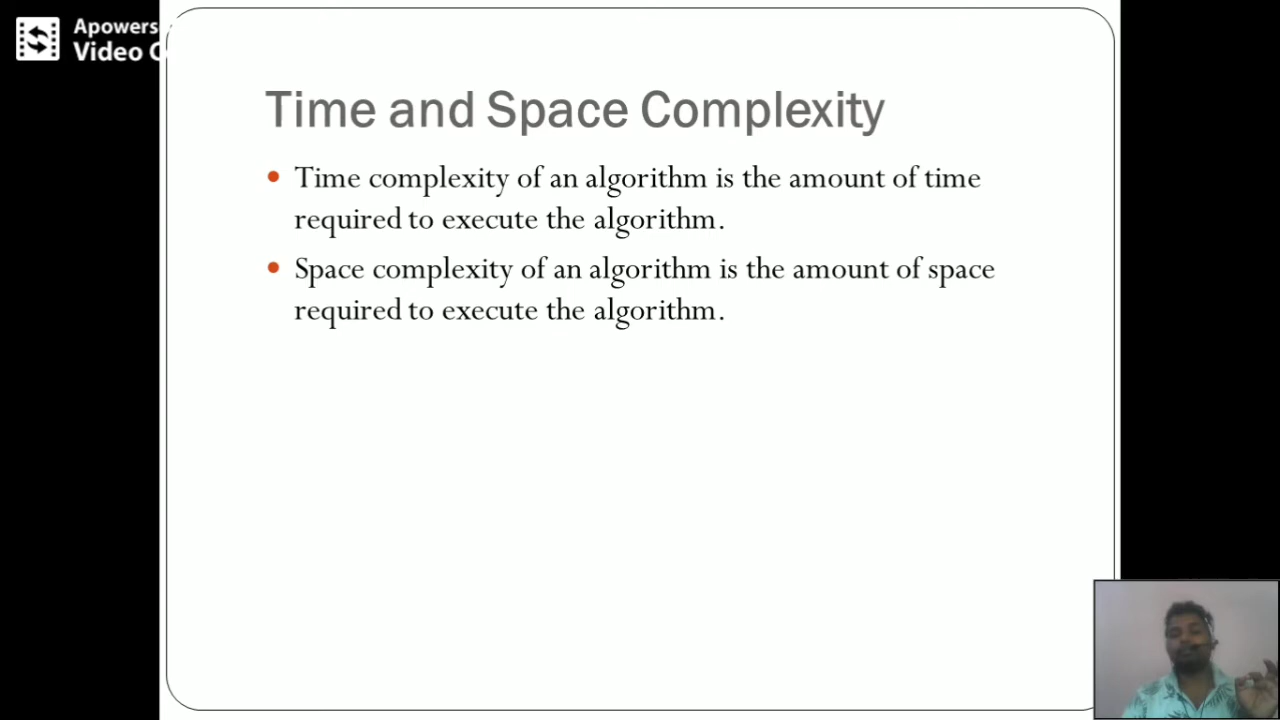 Apowers
Video
Time and Space Complexity
• Time complexity of an algorithm is the amount of time
required to execute the algorithm.
• Space complexity of an algorithm is the amount of space
required to execute the algorithm.